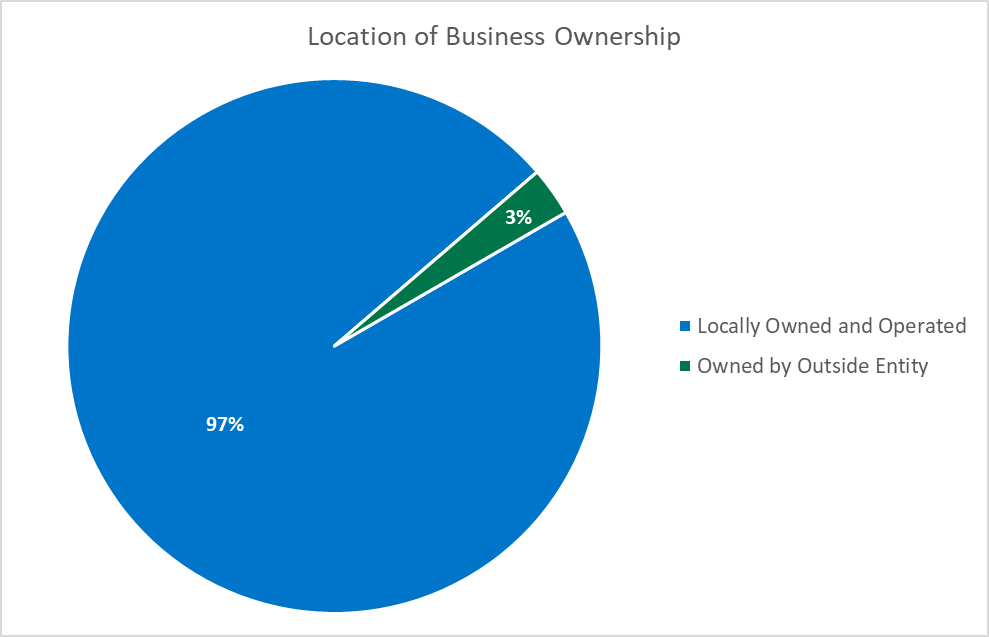 Location of Business Ownership
3%
97%
Locally Owned and Operated
Owned by Outside Entity